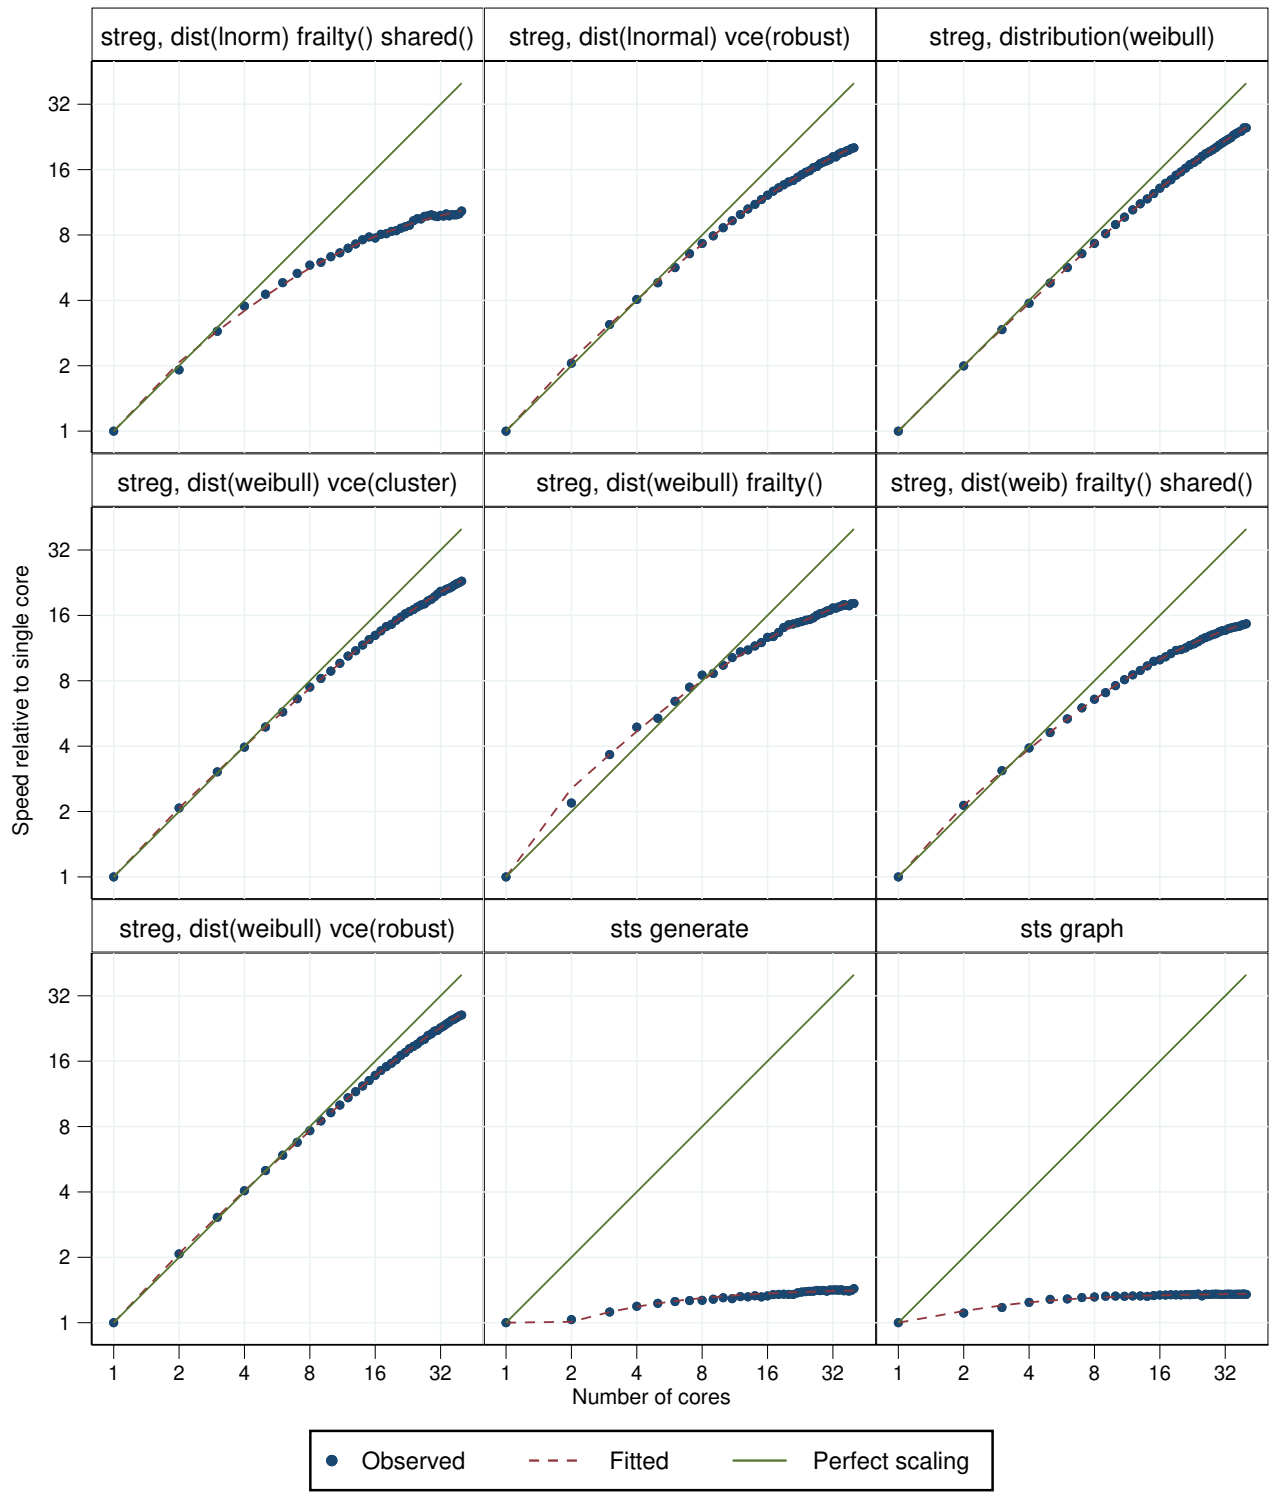 streg, dist(lnorm) frailty() shared()
streg, dist(lnormal) vce(robust)
streg, distribution(weibull)
32
16
8
4
2
1
streg, dist(weibull) vce(cluster)
streg, dist(weibull) frailty()
streg, dist(weib) frailty() shared()
32
16
8
4
2
1
Speed relative to single core
streg, dist(weibull) vce(robust)
sts generate
sts graph
32
16
8
4
2
1
1 2 4 8 16 32
1 2 4 8 16 32
1 2 4 8 16 32
Number of cores
Observed Fitted Perfect scaling